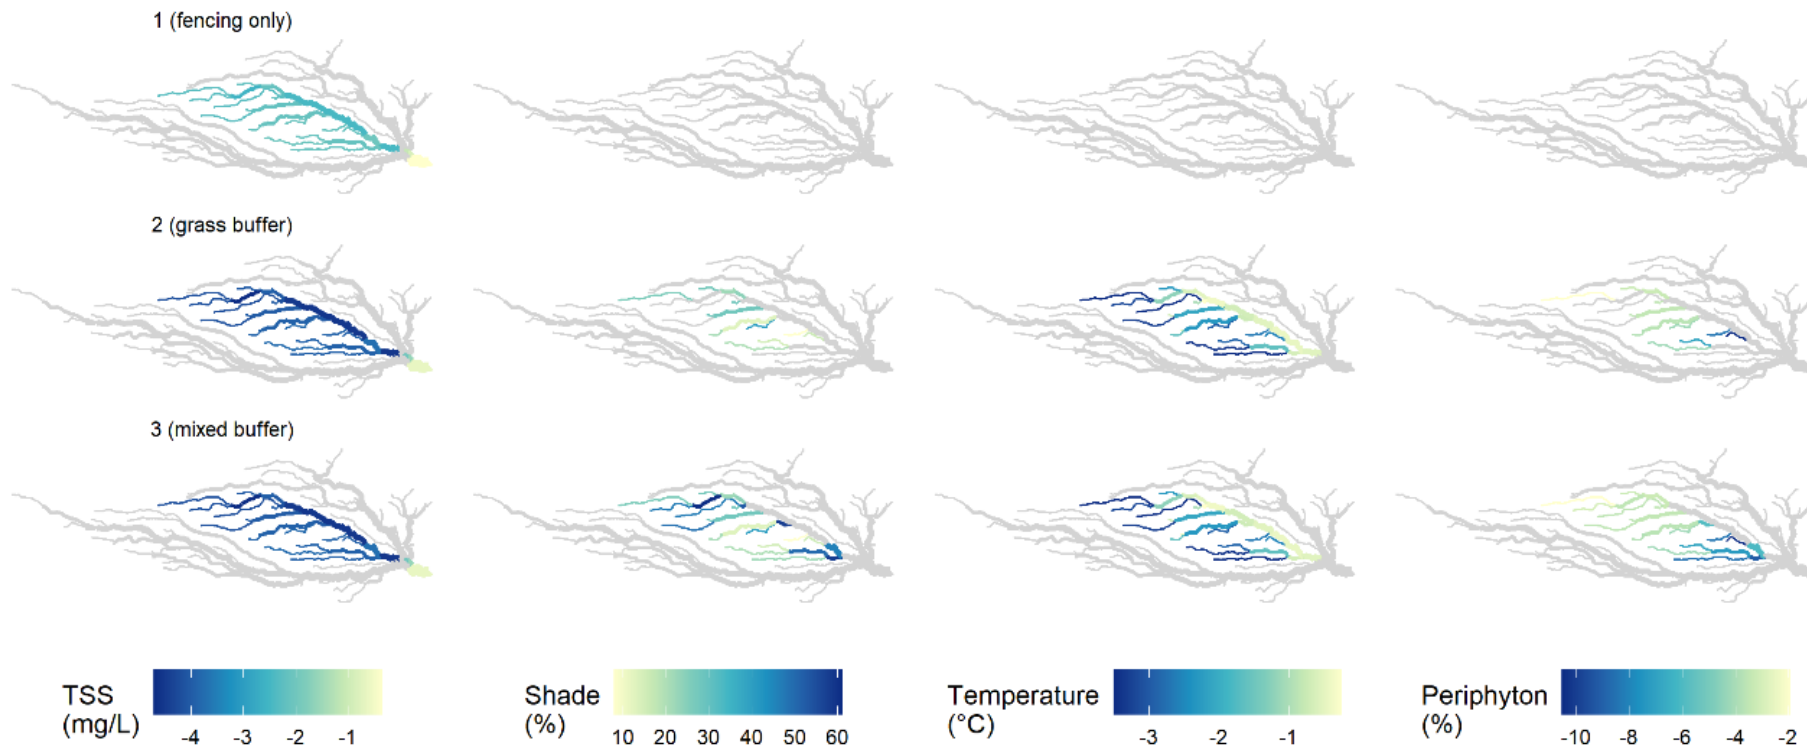 1 (fencing only)
2 (grass buffer)
3 (mixed buffer)
TSS
(mg/L)
-4 -3 -2 -1
Shade
(%)
10 20 30 40 50 60
Temperature
(°C)
-3 -2 -1
Periphyton
(%)
-10 -8 -6 -4 -2